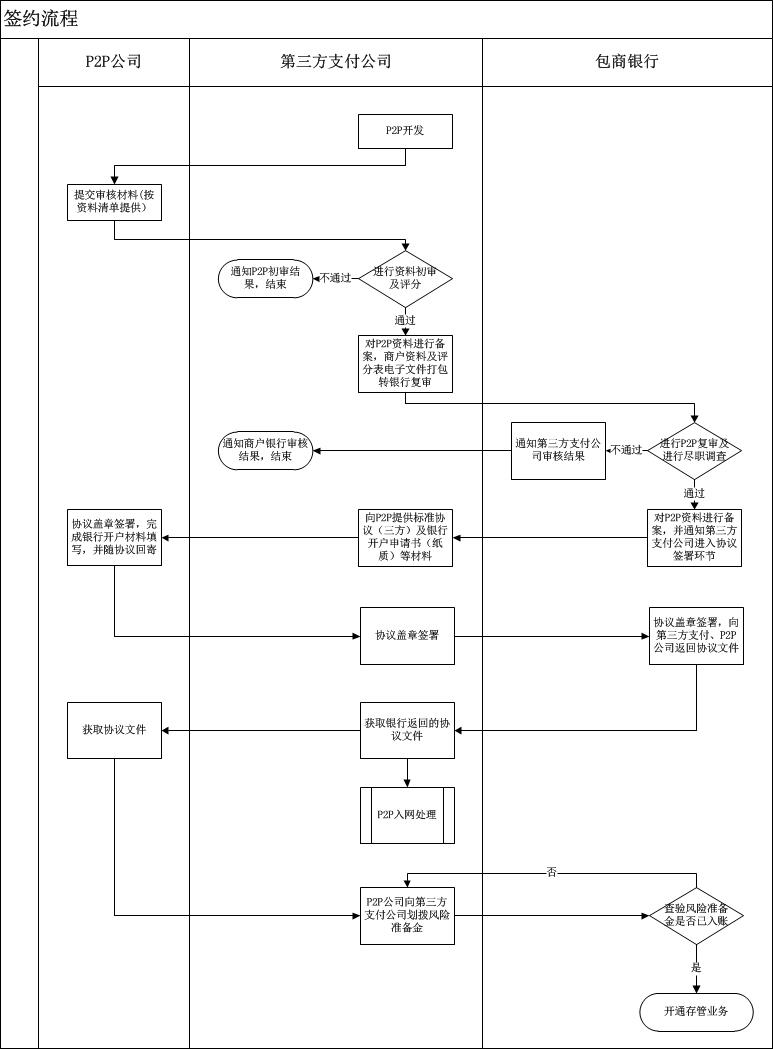 签约流程
P2P公司
第三方支付公司
包商银行
P2P开发
提交审核材料(按
资料清单提供）
通知P2P初审结
果，结束
不通过
进行资料初审
及评分
通过
对P2P资料进行备
案，商户资料及评
分表电子文件打包
转银行复审
通知商户银行审核
结果，结束
通知第三方支付公
司审核结果
不通过
进行P2P复审及
进行尽职调查
通过
协议盖章签署，完
成银行开户材料填
写，并随协议回寄
向P2P提供标准协
议（三方）及银行
开户申请书（纸
质）等材料
对P2P资料进行备
案，并通知第三方
支付公司进入协议
签署环节
协议盖章签署
协议盖章签署，向
第三方支付、P2P
公司返回协议文件
获取协议文件
获取银行返回的协
议文件
P2P入网处理
否
P2P公司向第三方
支付公司划拨风险
准备金
查验风险准备
金是否已入账
是
开通存管业务